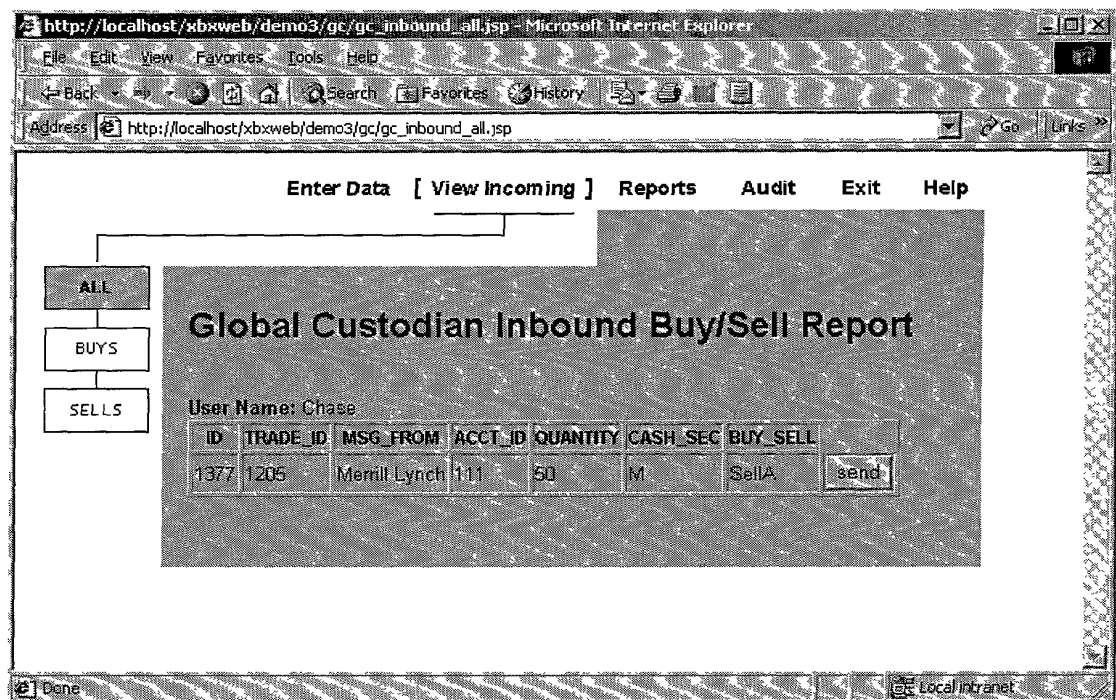 http://localhost/xbxweb/demo3/gc/gc_inbound_all.jsp - Microsoft Internet Explorer
File Edit View Favorites Tools Help
Back Search Favorites History
Address http://localhost/xbxweb/demo3/gc/gc_inbound_all.jsp Go Links »
Enter Data [ View Incoming ] Reports Audit Exit Help
ALL
BUYS
SELLS
Global Custodian Inbound Buy/Sell Report
User Name: Chase
ID TRADE_ID MSG_FROM ACCT_ID QUANTITY CASH_SEC BUY_SELL
1377 1205 Merrill Lynch 111 50 M SellA send
Done Local intranet